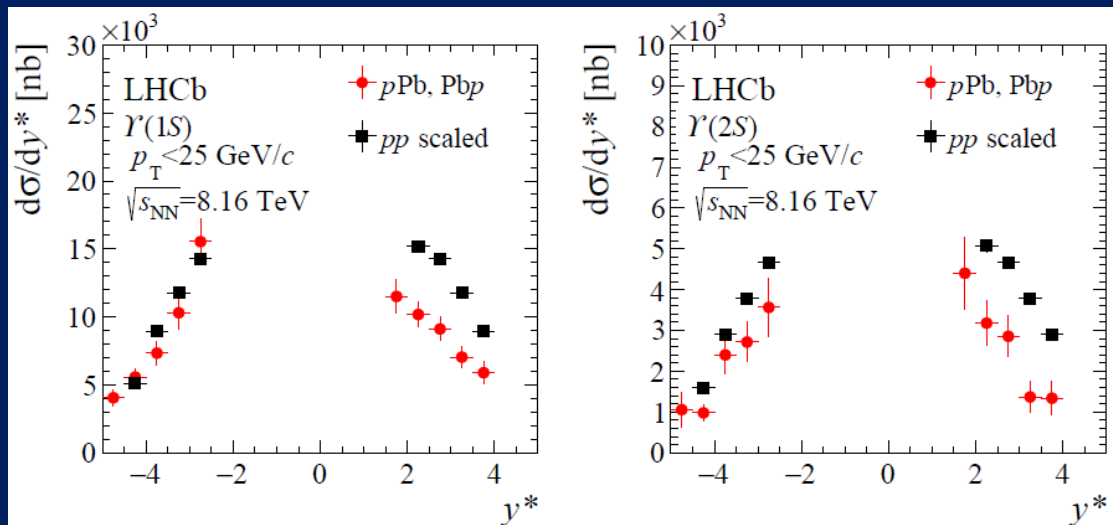 ×10³
30
25
20
15
10
5
0
dσ/dy* [nb]
LHCb
ϒ(1S)
p_T<25 GeV/c
√s_NN=8.16 TeV
pPb, Pbp
pp scaled
−4
−2
0
2
4
y*
×10³
10
9
8
7
6
5
4
3
2
1
0
dσ/dy* [nb]
LHCb
ϒ(2S)
p_T<25 GeV/c
√s_NN=8.16 TeV
pPb, Pbp
pp scaled
−4
−2
0
2
4
y*